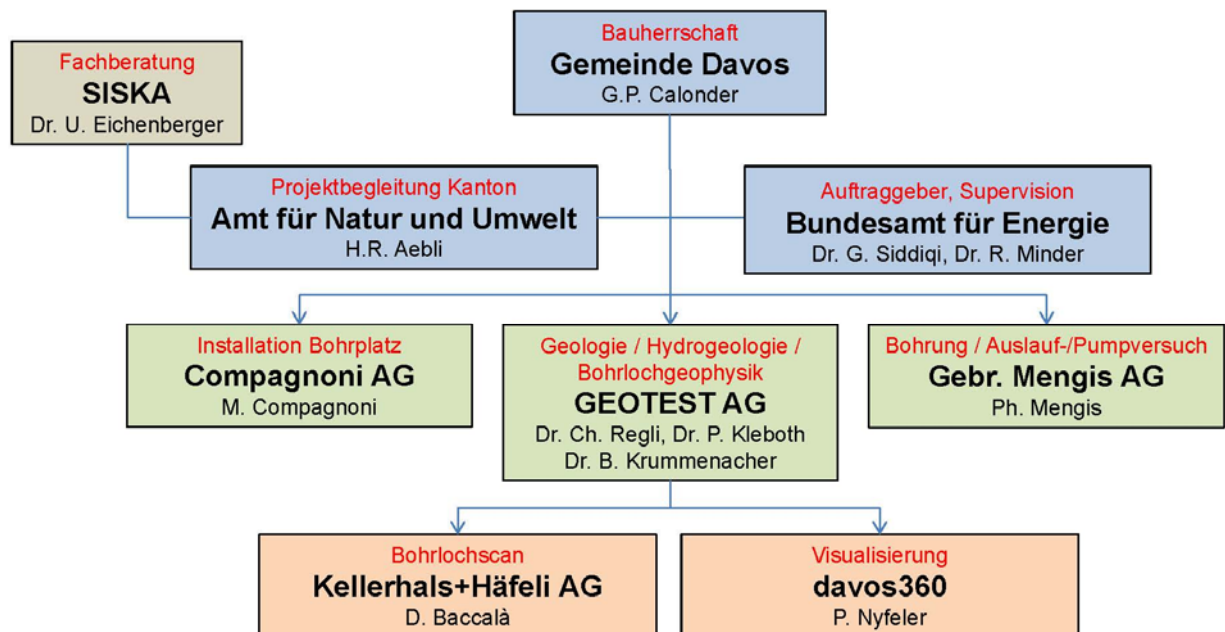 Fachberatung
SISKA
Dr. U. Eichenberger
Bauherrschaft
Gemeinde Davos
G.P. Calonder
Projektbegleitung Kanton
Amt für Natur und Umwelt
H.R. Aebli
Auftraggeber, Supervision
Bundesamt für Energie
Dr. G. Siddiqi, Dr. R. Minder
Installation Bohrplatz
Compagnoni AG
M. Compagnoni
Geologie / Hydrogeologie /
Bohrlochgeophysik
GEOTEST AG
Dr. Ch. Regli, Dr. P. Kleboth
Dr. B. Krummenacher
Bohrung / Auslauf-/Pumpversuch
Gebr. Mengis AG
Ph. Mengis
Bohrlochscan
Kellerhals+Häfeli AG
D. Baccalà
Visualisierung
davos360
P. Nyfeler